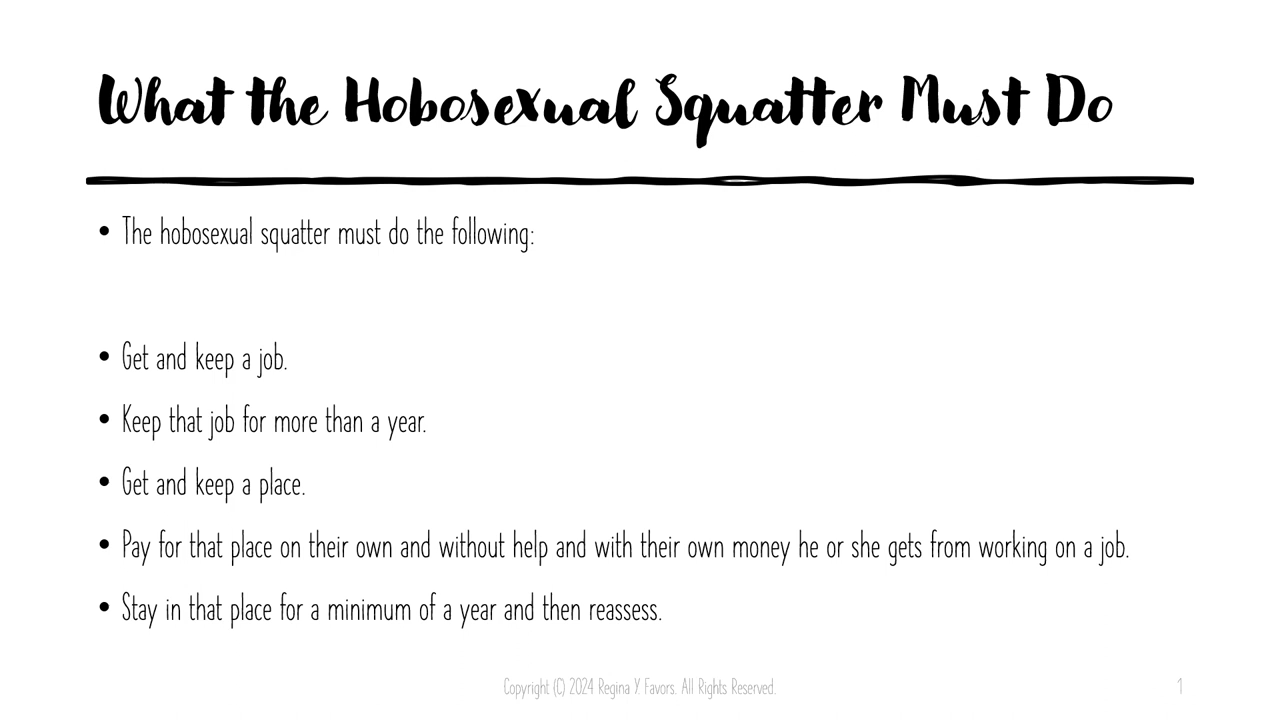 What the Hobosexual Squatter Must Do
• The hobosexual squatter must do the following:
• Get and keep a job.
• Keep that job for more than a year.
• Get and keep a place.
• Pay for that place on their own and without help and with their own money he or she gets from working on a job.
• Stay in that place for a minimum of a year and then reassess.
Copyright (C) 2024 Regina Y. Favors. All Rights Reserved.
1